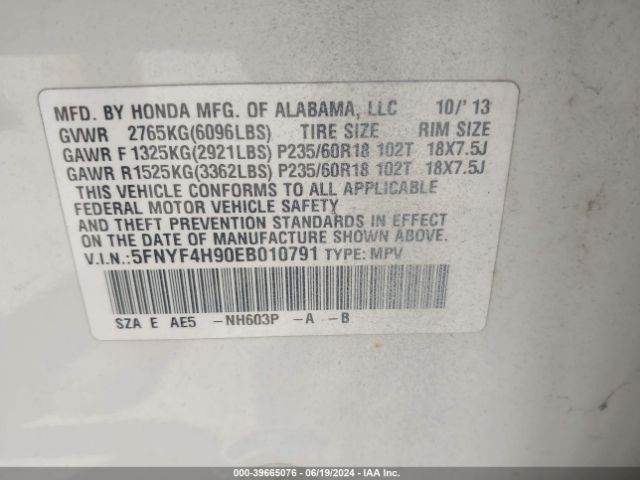 MFD. BY HONDA MFG. OF ALABAMA, LLC 10/'13
GVWR 2765KG(6096LBS) TIRE SIZE RIM SIZE
GAWR F 1325KG(2921LBS) P235/60R18 102T 18X7.5J
GAWR R1525KG(3362LBS) P235/60R18 102T 18X7.5J
THIS VEHICLE CONFORMS TO ALL APPLICABLE
FEDERAL MOTOR VEHICLE SAFETY
AND THEFT PREVENTION STANDARDS IN EFFECT
ON THE DATE OF MANUFACTURE SHOWN ABOVE.
V.I.N.:5FNYF4H90EB010791 TYPE: MPV
SZA E AE5 -NH603P -A -B
000-39665076 - 06/19/2024 - IAA Inc.